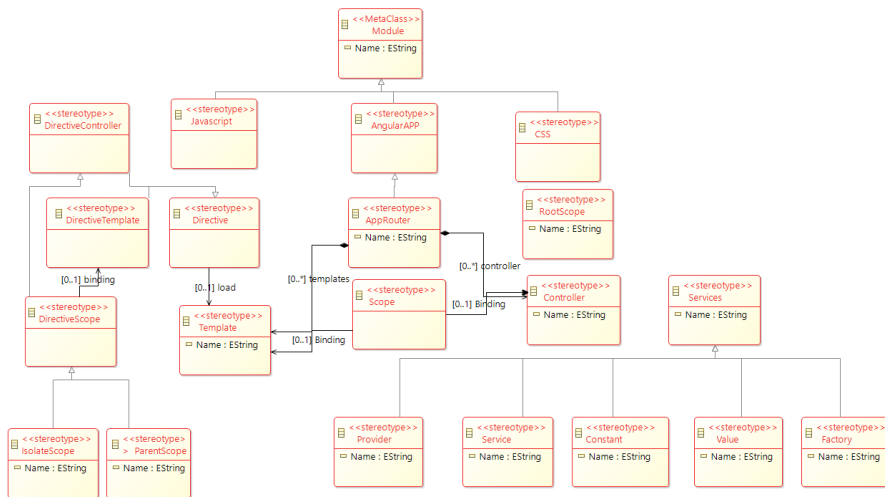 <<MetaClass>>
Module
Name : EString
<<stereotype>>
DirectiveController
<<stereotype>>
Javascript
<<stereotype>>
AngularAPP
<<stereotype>>
CSS
<<stereotype>>
DirectiveTemplate
<<stereotype>>
Directive
<<stereotype>>
AppRouter
Name : EString
<<stereotype>>
RootScope
[0..1] binding
[0..1] load
[0..*] templates
[0..*] controller
<<stereotype>>
DirectiveScope
<<stereotype>>
Template
Name : EString
<<stereotype>>
Scope
[0..1] Binding
[0..1] Binding
<<stereotype>>
Controller
Name : EString
<<stereotype>>
Services
Name : EString
<<stereotype>>
IsolateScope
Name : EString
<<stereotype>
> ParentScope
Name : EString
<<stereotype>>
Provider
Name : EString
<<stereotype>>
Service
Name : EString
<<stereotype>>
Constant
Name : EString
<<stereotype>>
Value
Name : EString
<<stereotype>>
Factory
Name : EString